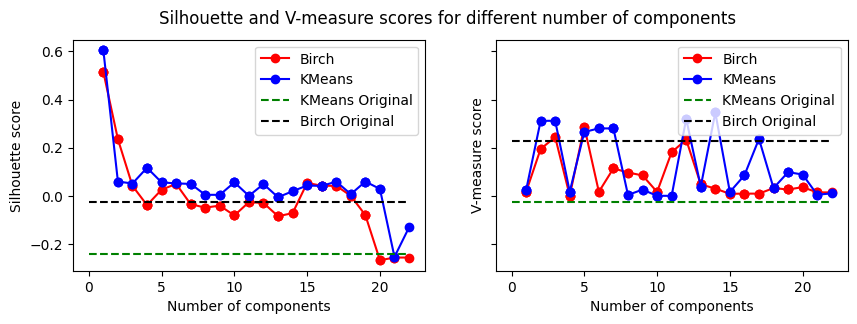 Silhouette and V-measure scores for different number of components
Silhouette score
0.6
0.4
0.2
0.0
−0.2
0
5
10
15
20
Number of components
Birch
KMeans
KMeans Original
Birch Original
V-measure score
0
5
10
15
20
Number of components
Birch
KMeans
KMeans Original
Birch Original